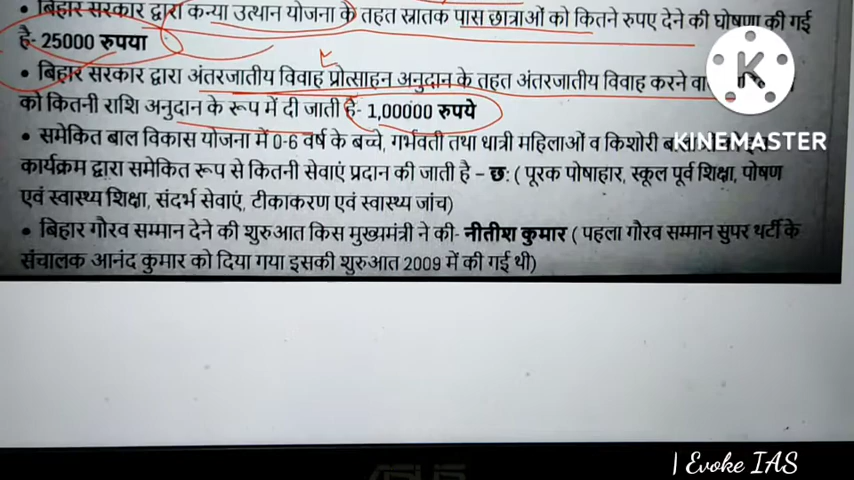 • बिहार सरकार द्वारा कन्या उत्थान योजना के तहत स्नातक पास छात्राओं को कितने रुपए देने की घोषणा की गई
है- 25000 रुपया
• बिहार सरकार द्वारा अंतरजातीय विवाह प्रोत्साहन अनुदान के तहत अंतरजातीय विवाह करने
को कितनी राशि अनुदान के रूप में दी जाती है- 1,00000 रुपये
• समेकित बाल विकास योजना में 0-6 वर्ष के बच्चे, गर्भवती तथा धात्री महिलाओं व किशोरी
कार्यक्रम द्वारा समेकित रूप से कितनी सेवाएं प्रदान की जाती है – छः ( पूरक पोषाहार, स्कूल पूर्व शिक्षा, पोषण
एवं स्वास्थ्य शिक्षा, संदर्भ सेवाएं, टीकाकरण एवं स्वास्थ्य जांच)
• बिहार गौरव सम्मान देने की शुरुआत किस मुख्यमंत्री ने की- नीतीश कुमार ( पहला गौरव सम्मान सुपर थर्टी के
संचालक आनंद कुमार को दिया गया इसकी शुरुआत 2009 में की गई थी)
K
KINEMASTER
ASUS
Evoke IAS